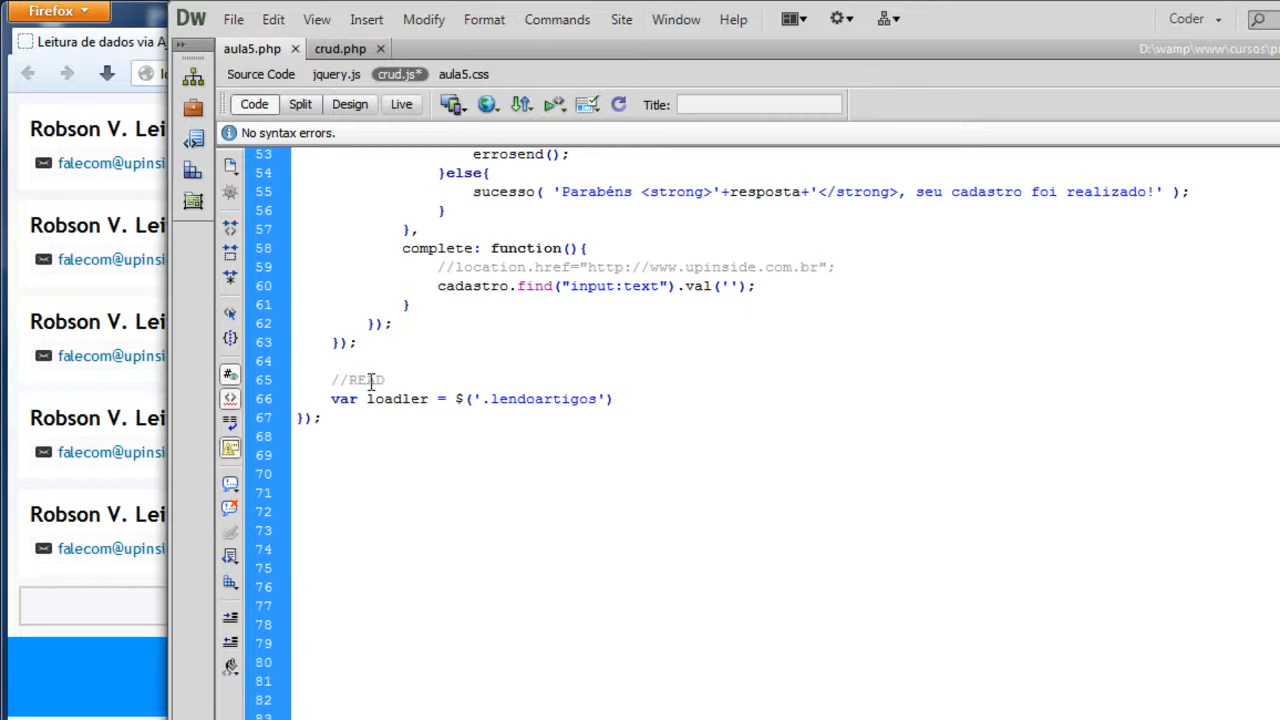 Firefox
Dw File Edit View Insert Modify Format Commands Site Window Help Coder
aula5.php crud.php D:\wamp\www\cursos\pr
Source Code jquery.js crud.js* aula5.css
Code Split Design Live Title:
No syntax errors.
Leitura de dados via A
Robson V. Lei
falecom@upinsi
Robson V. Lei
falecom@upinsi
Robson V. Lei
falecom@upinsi
Robson V. Lei
falecom@upinsi
Robson V. Lei
falecom@upinsi
53 errosend();
54 }else{
55 sucesso( 'Parabéns <strong>'+resposta+'</strong>, seu cadastro foi realizado!' );
56 }
57 },
58 complete: function(){
59 //location.href="http://www.upinside.com.br";
60 cadastro.find("input:text").val('');
61 }
62 });
63 });
64
65 //READ
66 var loadler = $('.lendoartigos')
67 });
68
69
70
71
72
73
74
75
76
77
78
79
80
81
82